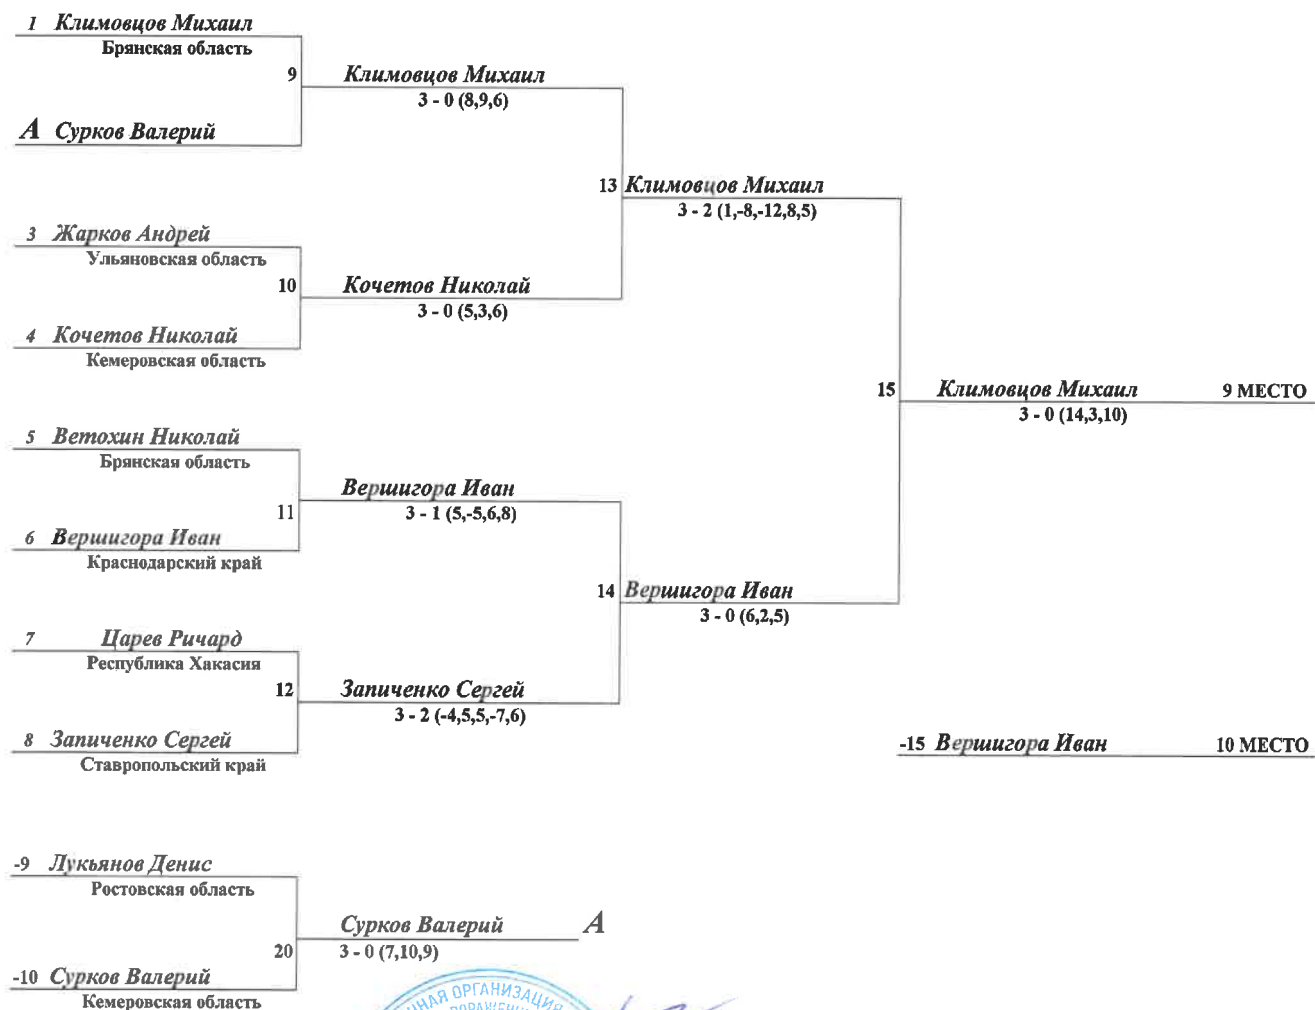 1 Климовцов Михаил
Брянская область
9 Климовцов Михаил
3 - 0 (8,9,6)
А Сурков Валерий
13 Климовцов Михаил
3 - 2 (1,-8,-12,8,5)
3 Жарков Андрей
Ульяновская область
10 Кочетов Николай
3 - 0 (5,3,6)
4 Кочетов Николай
Кемеровская область
15 Климовцов Михаил 9 МЕСТО
3 - 0 (14,3,10)
5 Ветохин Николай
Брянская область
11 Вершигора Иван
3 - 1 (5,-5,6,8)
6 Вершигора Иван
Краснодарский край
14 Вершигора Иван
3 - 0 (6,2,5)
7 Царев Ричард
Республика Хакасия
12 Запиченко Сергей
3 - 2 (-4,5,5,-7,6)
8 Запиченко Сергей
Ставропольский край
-15 Вершигора Иван 10 МЕСТО
-9 Лукьянов Денис
Ростовская область
20 Сурков Валерий А
3 - 0 (7,10,9)
-10 Сурков Валерий
Кемеровская область
ОРГАНИЗАЦИЯ